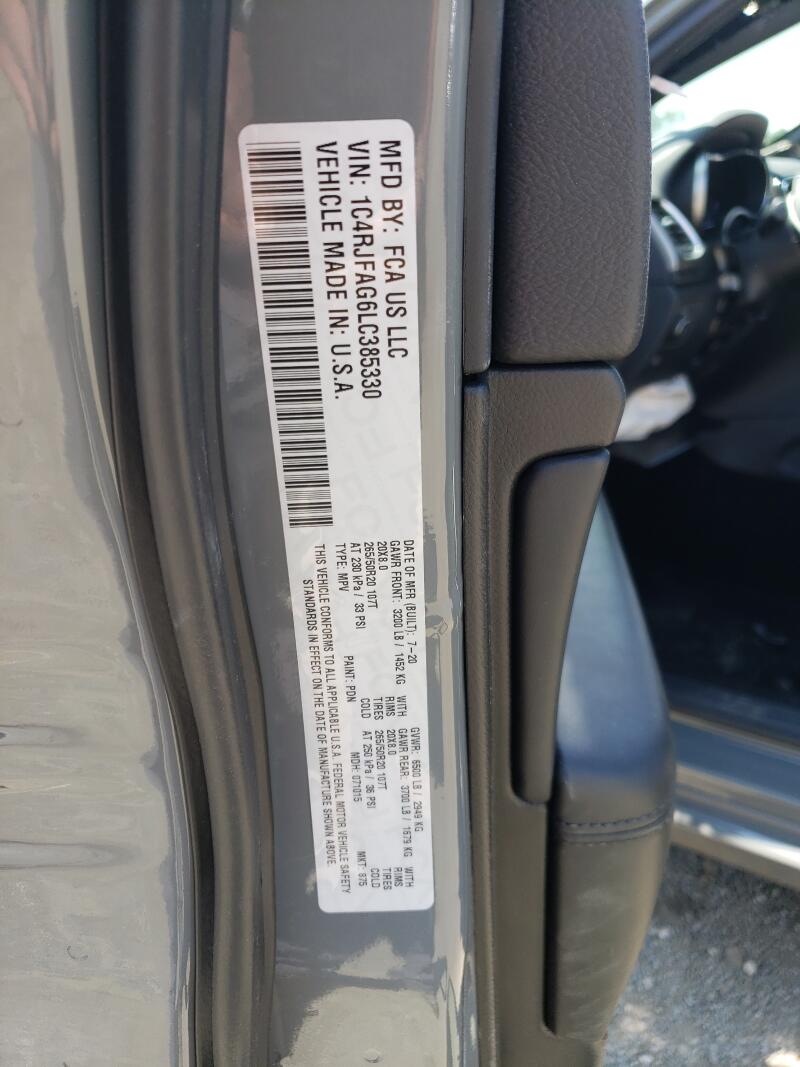 MFD BY: FCA US LLC
VIN: 1C4RJFAG6LC385330
VEHICLE MADE IN: U.S.A.
DATE OF MFR (BUILT): 7-20 GVWR: 6500 LB / 2949 KG
GAWR FRONT: 3200 LB / 1452 KG WITH GAWR REAR: 3700 LB / 1679 KG WITH
20X8.0 RIMS 20X8.0 RIMS
265/50R20 107T TIRES 265/50R20 107T TIRES
AT 230 kPa / 33 PSI COLD AT 250 kPa / 36 PSI COLD
TYPE: MPV PAINT: PDN MDH: 071015 MKT: 875
THIS VEHICLE CONFORMS TO ALL APPLICABLE U.S.A. FEDERAL MOTOR VEHICLE SAFETY
STANDARDS IN EFFECT ON THE DATE OF MANUFACTURE SHOWN ABOVE.